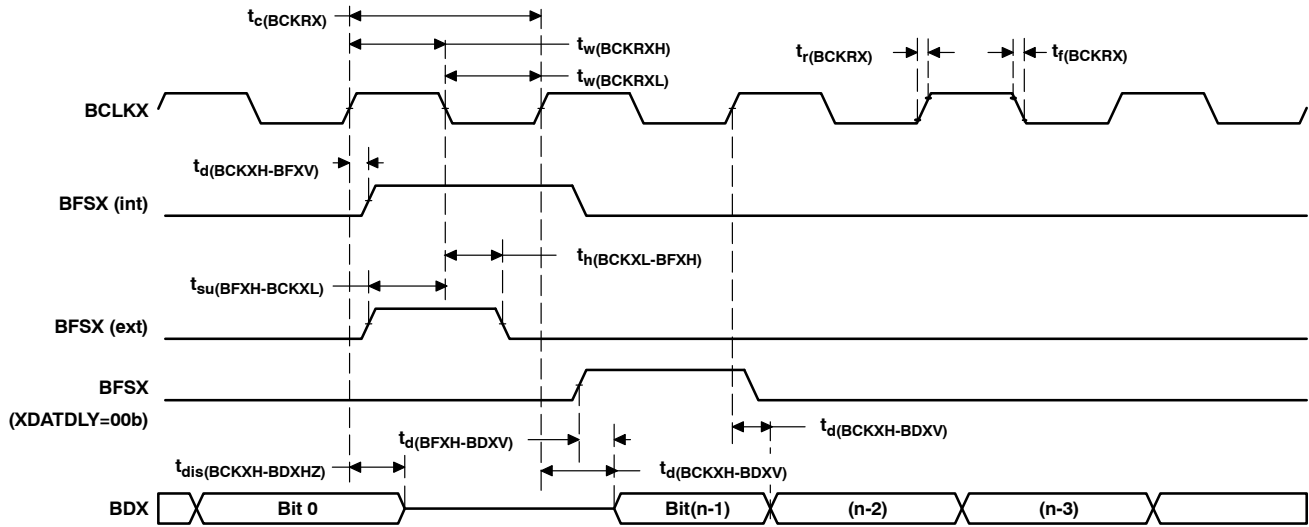 tc(BCKRX)
tw(BCKRXH)
tr(BCKRX)
tf(BCKRX)
tw(BCKRXL)
BCLKX
td(BCKXH-BFXV)
BFSX (int)
th(BCKXL-BFXH)
tsu(BFXH-BCKXL)
BFSX (ext)
BFSX
(XDATDLY=00b)
td(BFXH-BDXV)
td(BCKXH-BDXV)
tdis(BCKXH-BDXHZ)
td(BCKXH-BDXV)
BDX
Bit 0
Bit(n-1)
(n-2)
(n-3)